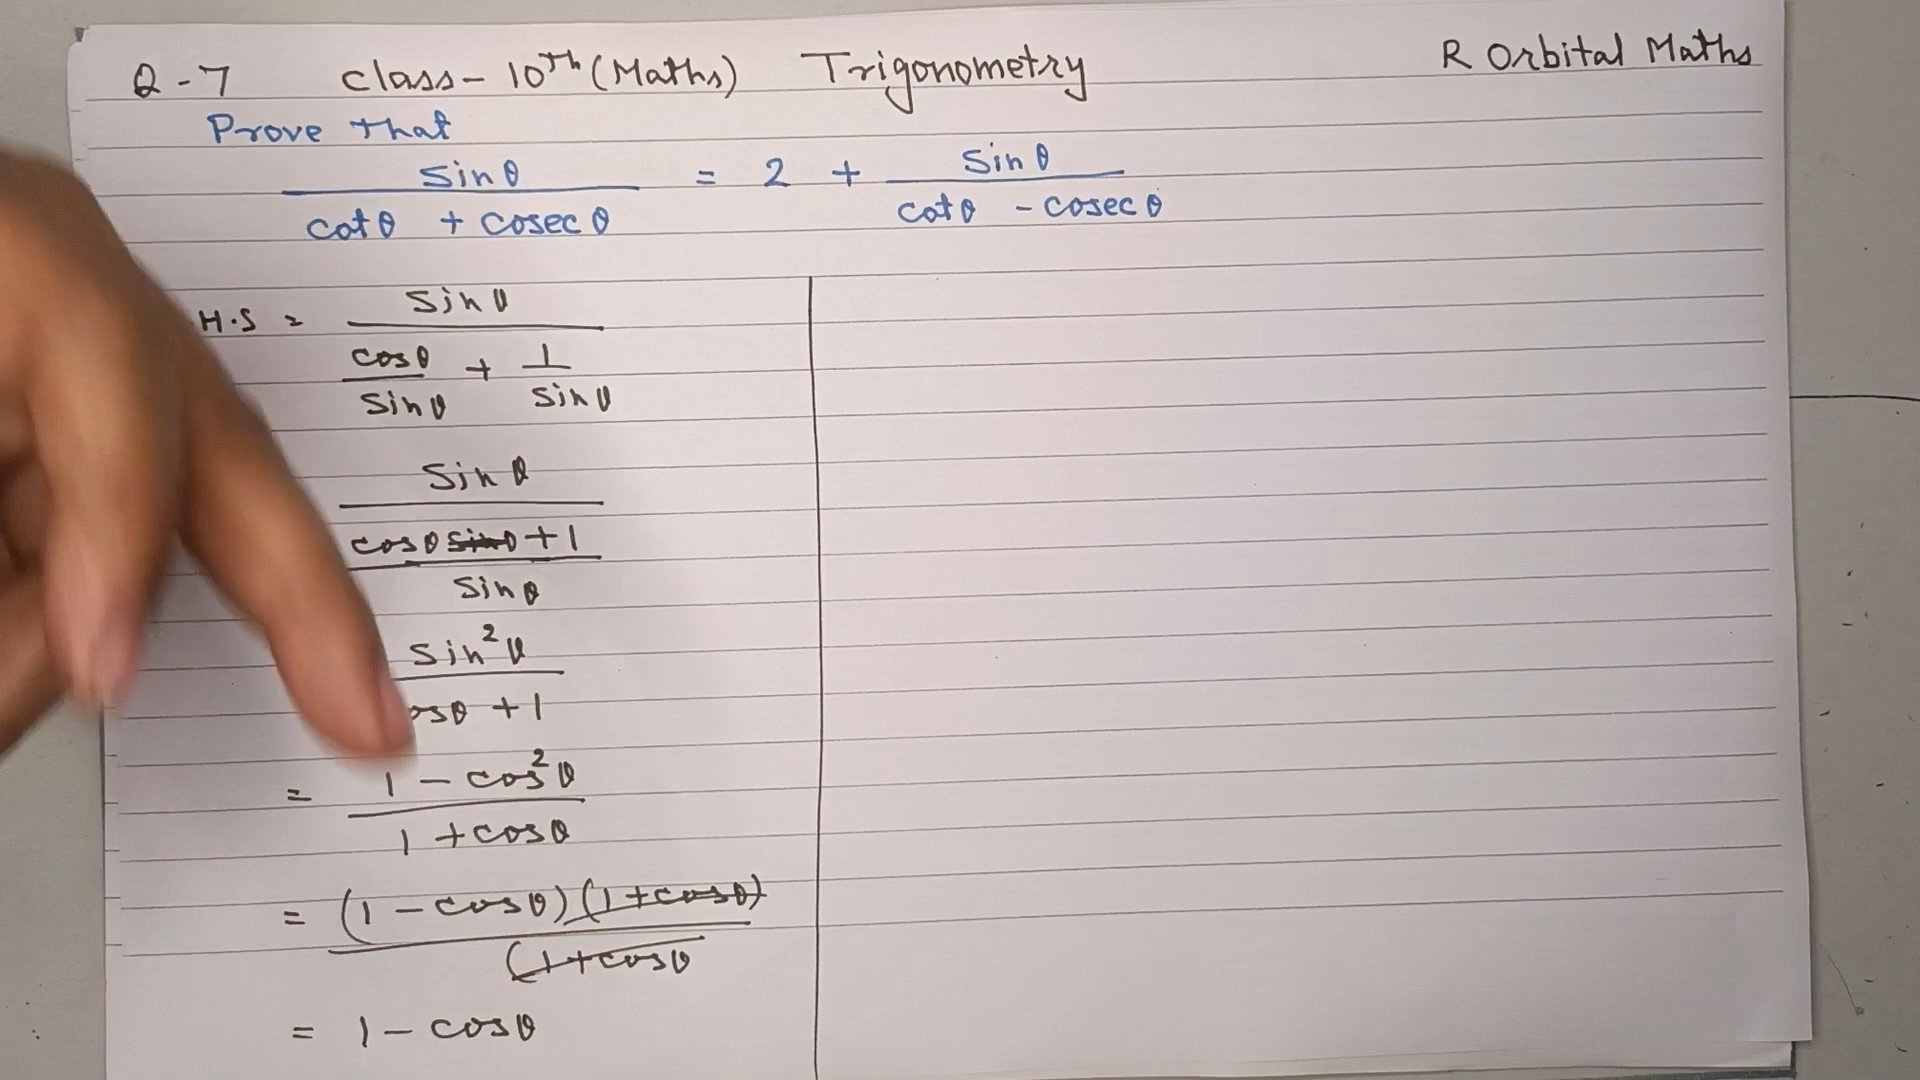 Q-7 class- 10th (Maths) Trigonometry R Orbital Maths
Prove that
sinθ / (cotθ + cosecθ) = 2 + sinθ / (cotθ - cosecθ)
H.S = sinθ / (cosθ/sinθ + 1/sinθ)
sinθ / ((cosθ + 1) / sinθ)
sin²θ / (osθ + 1)
= (1 - cos²θ) / (1 + cosθ)
= (1 - cosθ)(1 + cosθ) / (1 + cosθ
= 1 - cosθ